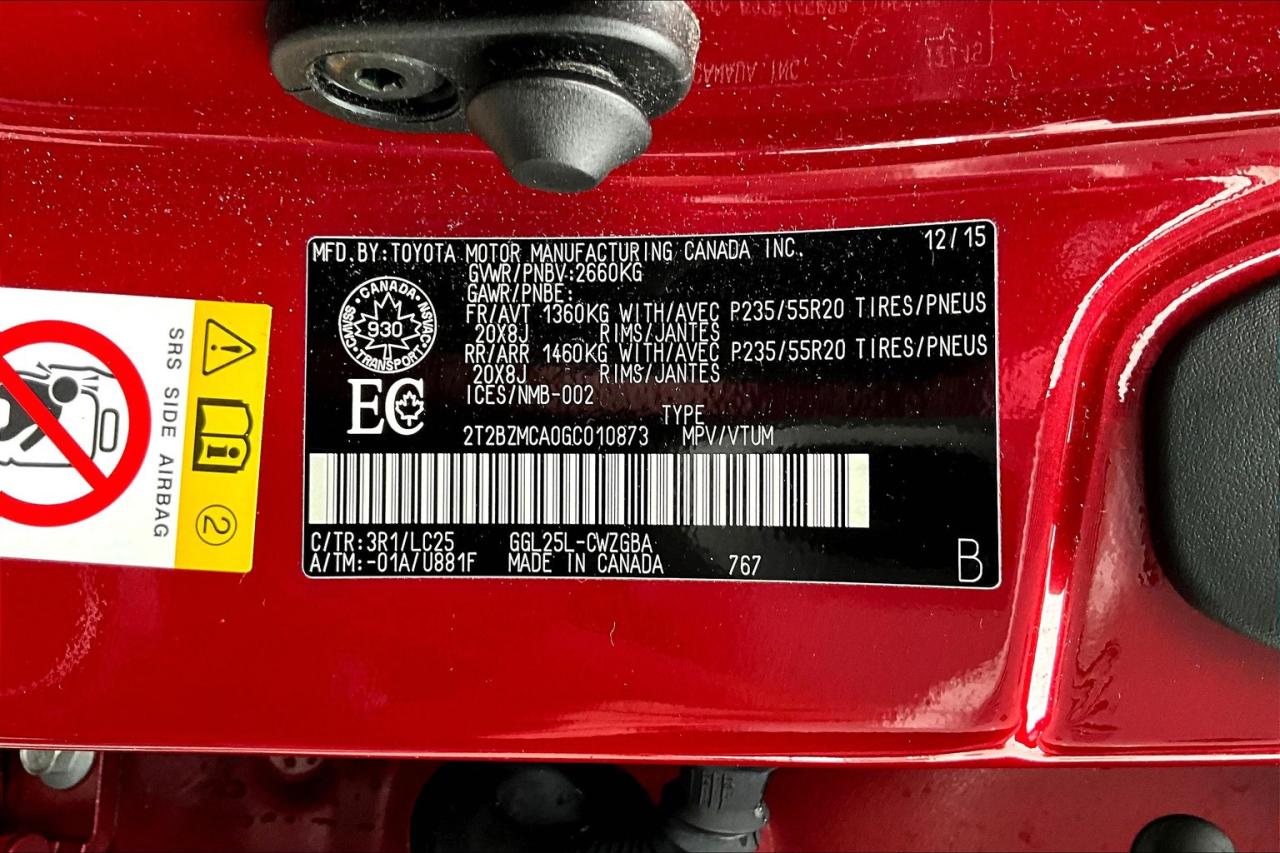 MFD.BY:TOYOTA MOTOR MANUFACTURING CANADA INC. 12/15
GVWR/PNBV:2660KG
GAWR/PNBE:
FR/AVT 1360KG WITH/AVEC P235/55R20 TIRES/PNEUS
20X8J RIMS/JANTES
RR/ARR 1460KG WITH/AVEC P235/55R20 TIRES/PNEUS
20X8J RIMS/JANTES
ICES/NMB-002
TYPE
2T2BZMCA0GC010873 MPV/VTUM
C/TR:3R1/LC25 GGL25L-CWZGBA
A/TM:-01A/U881F MADE IN CANADA 767
B
CANADA
CMVSS
NSVAC
930
TRANSPORT
EC
SRS SIDE AIRBAG
2